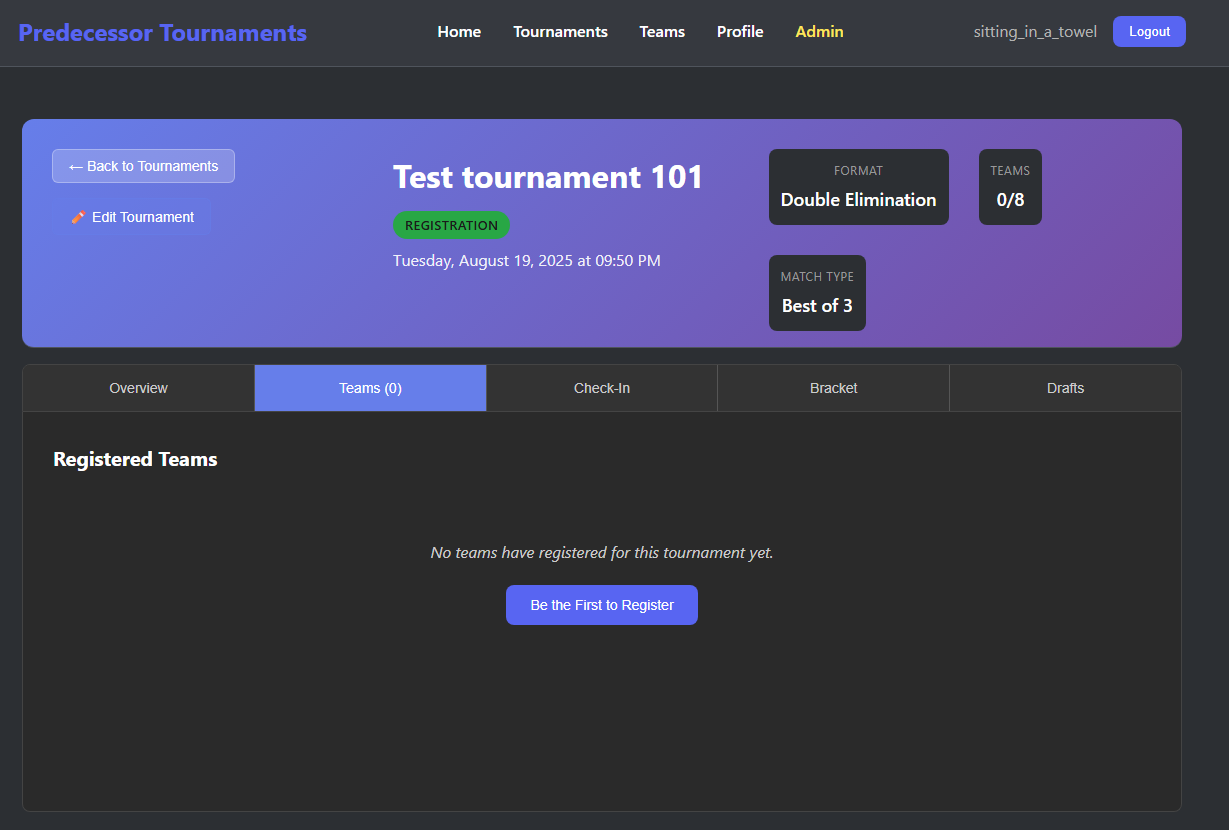 Predecessor Tournaments
Home Tournaments Teams Profile Admin
sitting_in_a_towel Logout
← Back to Tournaments
Edit Tournament
Test tournament 101
REGISTRATION
Tuesday, August 19, 2025 at 09:50 PM
FORMAT
Double Elimination
TEAMS
0/8
MATCH TYPE
Best of 3
Overview Teams (0) Check-In Bracket Drafts
Registered Teams
No teams have registered for this tournament yet.
Be the First to Register